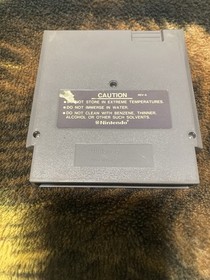 CAUTION
NOT STORE IN EXTREME TEMPERATURES.
●DO NOT IMMERSE IN WATER.
●DO NOT CLEAN WITH BENZENE, THINNER,
ALCOHOL OR OTHER SUCH SOLVENTS.
Nintendo